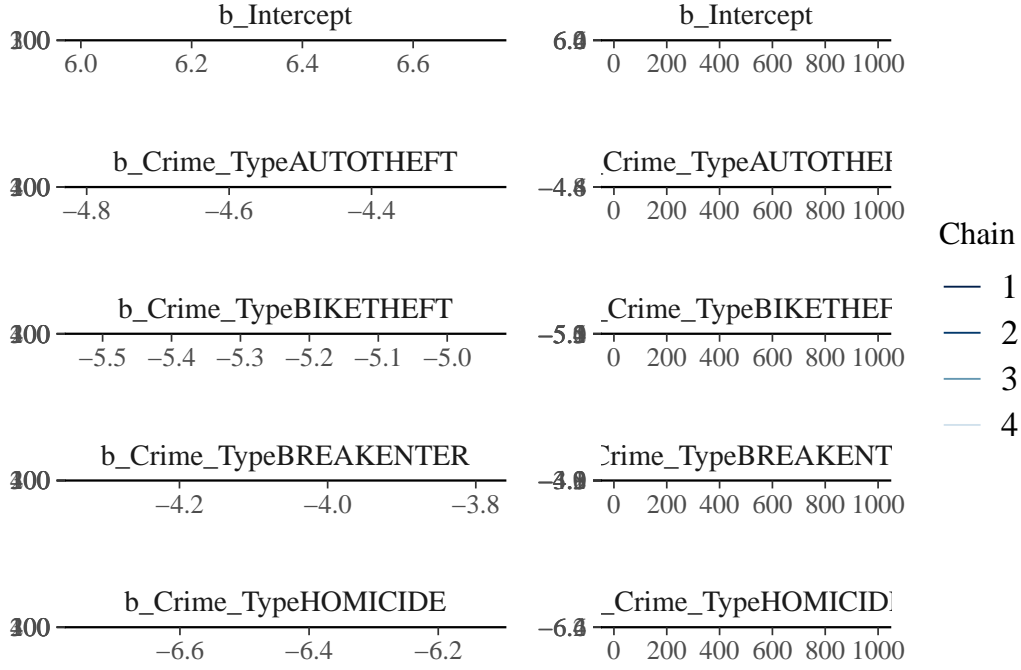 b_Intercept b_Intercept
6.0 6.2 6.4 6.6 0 200 400 600 800 1000
b_Crime_TypeAUTOTHEFT _Crime_TypeAUTOTHEF
−4.8 −4.6 −4.4 0 200 400 600 800 1000
Chain
1
b_Crime_TypeBIKETHEFT _Crime_TypeBIKETHEF
2
−5.5 −5.4 −5.3 −5.2 −5.1 −5.0 0 200 400 600 800 1000
3
4
b_Crime_TypeBREAKENTER Crime_TypeBREAKENT
−4.2 −4.0 −3.8 0 200 400 600 800 1000
b_Crime_TypeHOMICIDE _Crime_TypeHOMICID
−6.6 −6.4 −6.2 0 200 400 600 800 1000